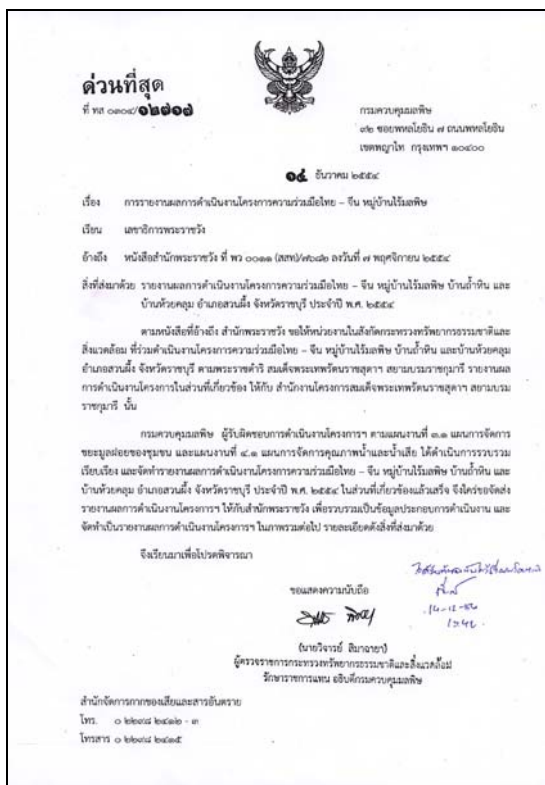 ด่วนที่สุด
ที่ ทส ๐๓๐๔/
กรมควบคุมมลพิษ
๙๒ ซอยพหลโยธิน ๗ ถนนพหลโยธิน
เขตพญาไท กรุงเทพฯ ๑๐๔๐๐
๑๔ ธันวาคม ๒๕๕๔
เรื่อง การรายงานผลการดำเนินงานโครงการความร่วมมือไทย – จีน หมู่บ้านไร้มลพิษ
เรียน เลขาธิการพระราชวัง
อ้างถึง หนังสือสำนักพระราชวัง ที่ พว ๐๐๑๑ (สสท)/๗๖๘๒ ลงวันที่ ๗ พฤศจิกายน ๒๕๕๔
สิ่งที่ส่งมาด้วย รายงานผลการดำเนินงานโครงการความร่วมมือไทย – จีน หมู่บ้านไร้มลพิษ บ้านถ้ำหิน และ
บ้านห้วยคลุม อำเภอสวนผึ้ง จังหวัดราชบุรี ประจำปี พ.ศ. ๒๕๕๔
ตามหนังสือที่อ้างถึง สำนักพระราชวัง ขอให้หน่วยงานในสังกัดกระทรวงทรัพยากรธรรมชาติและ
สิ่งแวดล้อม ที่ร่วมดำเนินงานโครงการความร่วมมือไทย – จีน หมู่บ้านไร้มลพิษ บ้านถ้ำหิน และบ้านห้วยคลุม
อำเภอสวนผึ้ง จังหวัดราชบุรี ตามพระราชดำริ สมเด็จพระเทพรัตนราชสุดาฯ สยามบรมราชกุมารี รายงานผล
การดำเนินงานโครงการในส่วนที่เกี่ยวข้อง ให้กับ สำนักงานโครงการสมเด็จพระเทพรัตนราชสุดาฯ สยามบรม
ราชกุมารี นั้น
กรมควบคุมมลพิษ ผู้รับผิดชอบการดำเนินงานโครงการฯ ตามแผนงานที่ ๓.๑ แผนการจัดการ
ขยะมูลฝอยของชุมชน และแผนงานที่ ๔.๑ แผนการจัดการคุณภาพน้ำและน้ำเสีย ได้ดำเนินการรวบรวม
เรียบเรียง และจัดทำรายงานผลการดำเนินงานโครงการความร่วมมือไทย – จีน หมู่บ้านไร้มลพิษ บ้านถ้ำหิน และ
บ้านห้วยคลุม อำเภอสวนผึ้ง จังหวัดราชบุรี ประจำปี พ.ศ. ๒๕๕๔ ในส่วนที่เกี่ยวข้องแล้วเสร็จ จึงใคร่ขอจัดส่ง
รายงานผลการดำเนินงานโครงการฯ ให้กับสำนักพระราชวัง เพื่อรวบรวมเป็นข้อมูลประกอบการดำเนินงาน และ
จัดทำเป็นรายงานผลการดำเนินงานโครงการฯ ในภาพรวมต่อไป รายละเอียดดังสิ่งที่ส่งมาด้วย
จึงเรียนมาเพื่อโปรดพิจารณา
ขอแสดงความนับถือ
(นายวิจารย์ สิมาฉายา)
ผู้ตรวจราชการกระทรวงทรัพยากรธรรมชาติและสิ่งแวดล้อม
รักษาราชการแทน อธิบดีกรมควบคุมมลพิษ
สำนักจัดการกากของเสียและสารอันตราย
โทร. ๐ ๒๒๙๘ ๒๔๑๒ - ๓
โทรสาร ๐ ๒๒๙๘ ๒๔๑๕